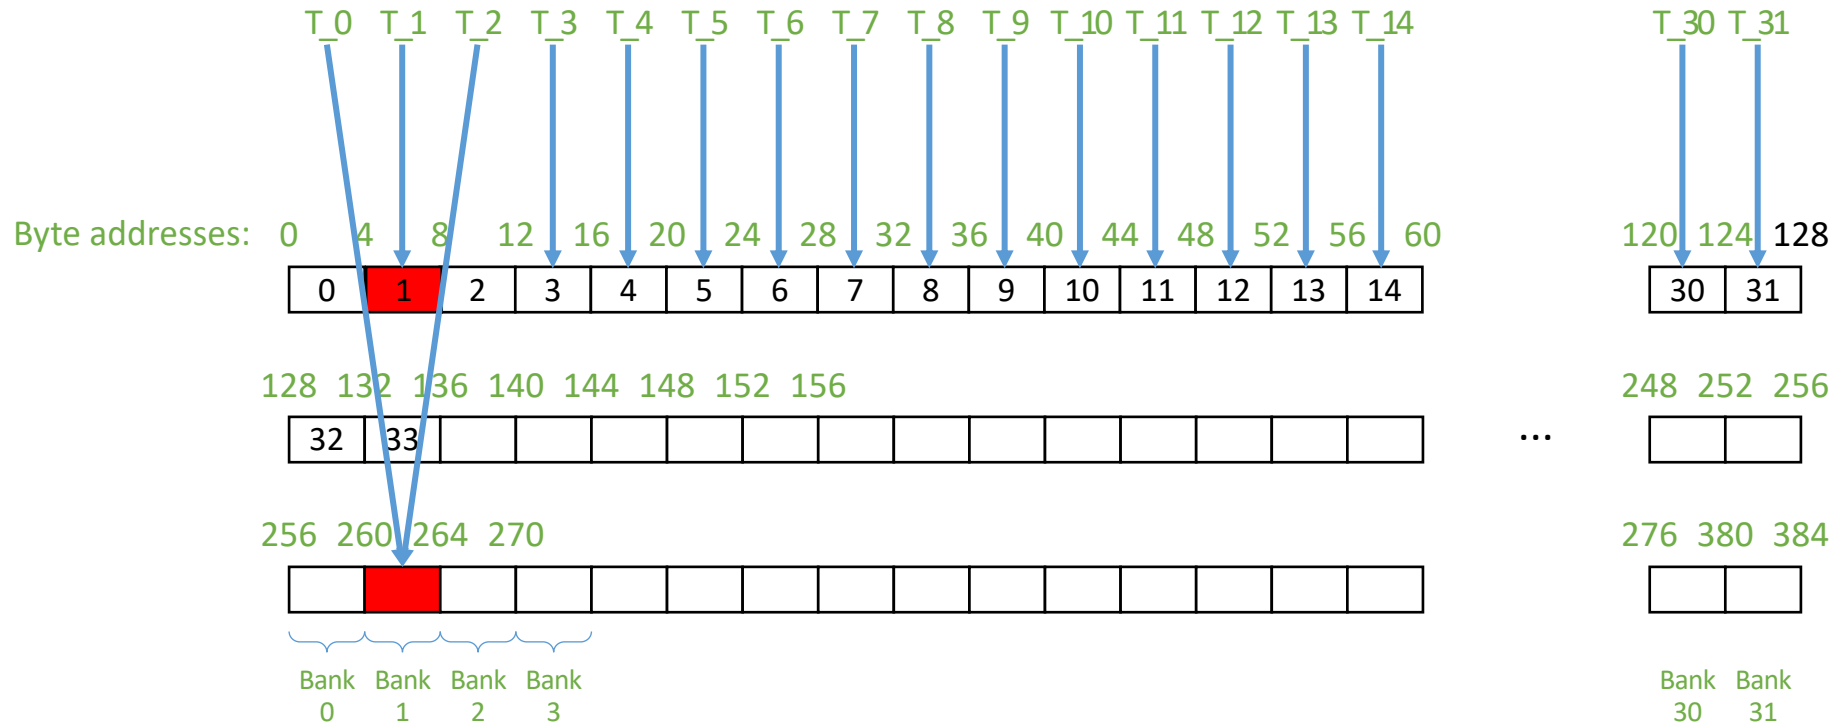 T_0 T_1 T_2 T_3 T_4 T_5 T_6 T_7 T_8 T_9 T_10 T_11 T_12 T_13 T_14 T_30 T_31
Byte addresses: 0 4 8 12 16 20 24 28 32 36 40 44 48 52 56 60 120 124 128
0 1 2 3 4 5 6 7 8 9 10 11 12 13 14 30 31
128 132 136 140 144 148 152 156 248 252 256
32 33 ...
256 260 264 270 276 380 384
Bank Bank Bank Bank Bank Bank
0 1 2 3 30 31